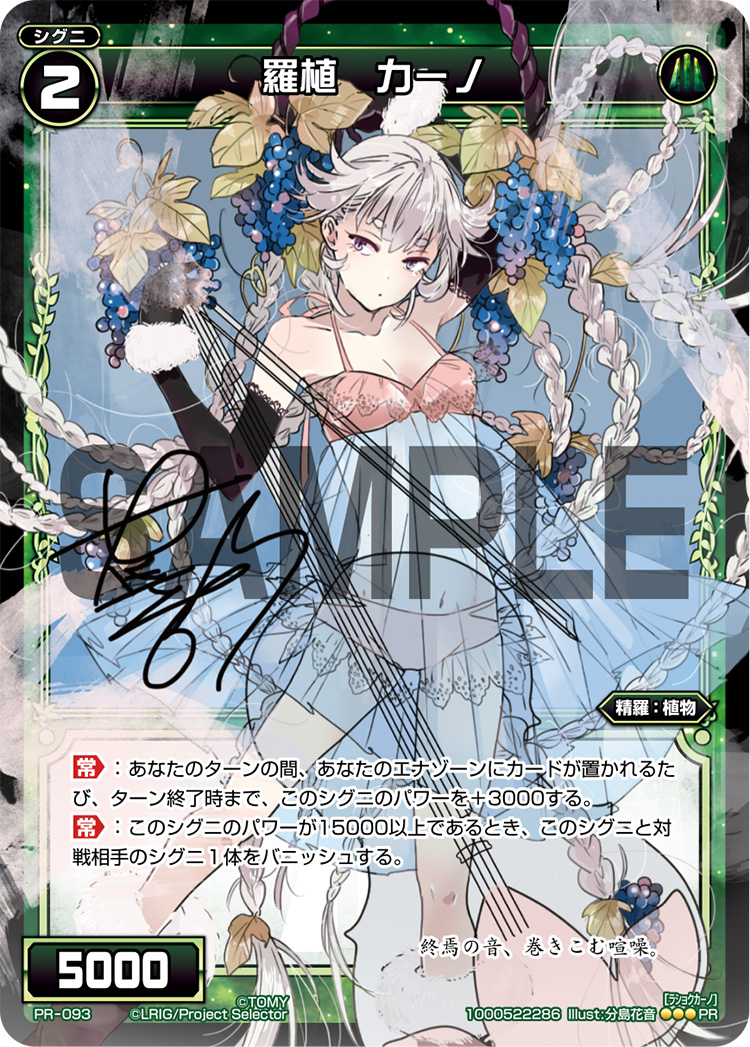 シグニ
2
羅植　カーノ
SAMPLE
精羅：植物
常：あなたのターンの間、あなたのエナゾーンにカードが置かれるた
び、ターン終了時まで、このシグニのパワーを＋3000する。
常：このシグニのパワーが15000以上であるとき、このシグニと対
戦相手のシグニ１体をバニッシュする。
終焉の音、巻きこむ喧噪。
5000
[ラショクカーノ]
PR-093 ©LRIG/Project Selector ©TOMY 1000522286 Illust:分島花音 PR